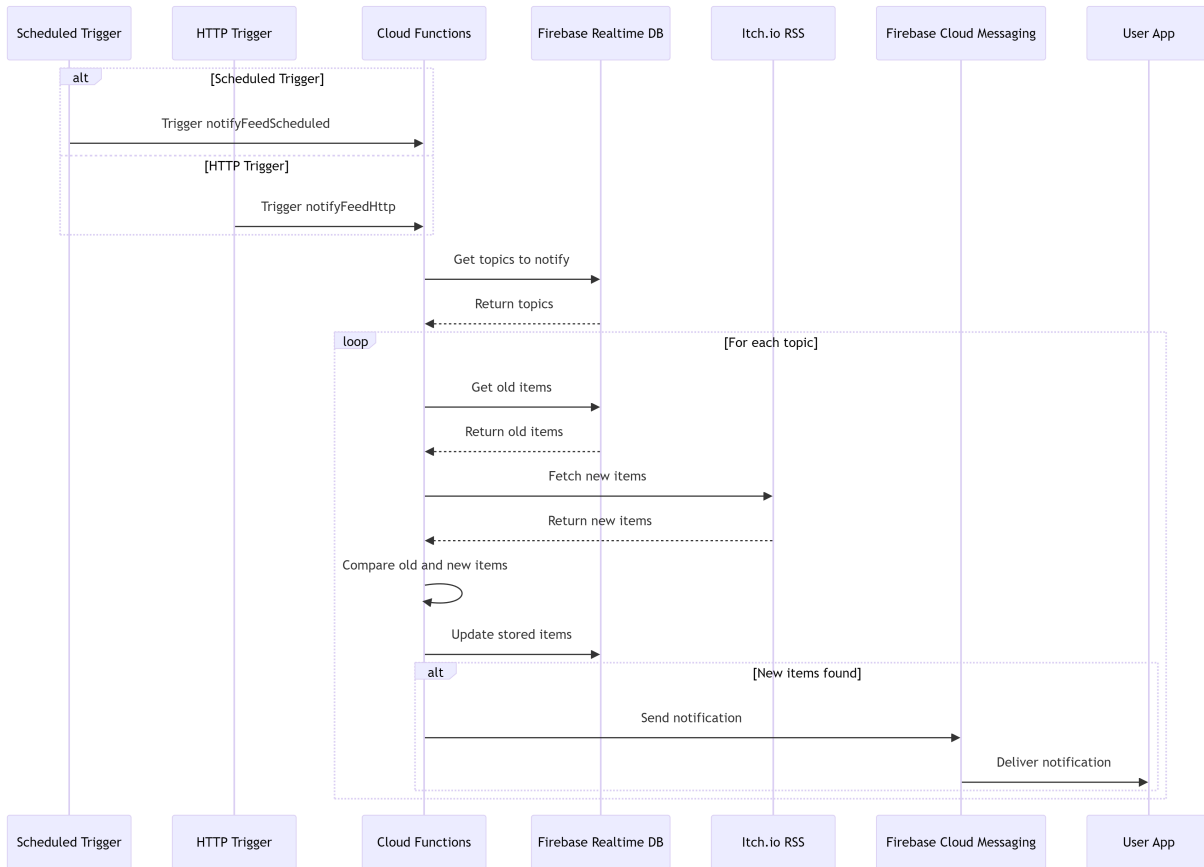 Scheduled Trigger
HTTP Trigger
Cloud Functions
Firebase Realtime DB
Itch.io RSS
Firebase Cloud Messaging
User App
alt
[Scheduled Trigger]
Trigger notifyFeedScheduled
[HTTP Trigger]
Trigger notifyFeedHttp
Get topics to notify
Return topics
loop
[For each topic]
Get old items
Return old items
Fetch new items
Return new items
Compare old and new items
Update stored items
alt
[New items found]
Send notification
Deliver notification
Scheduled Trigger
HTTP Trigger
Cloud Functions
Firebase Realtime DB
Itch.io RSS
Firebase Cloud Messaging
User App